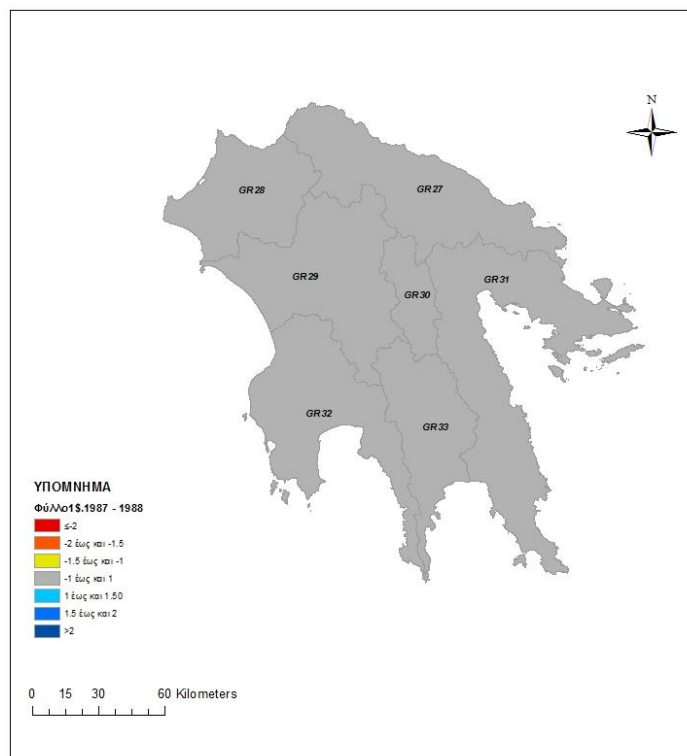 N
GR28
GR27
GR29
GR30
GR31
GR32
GR33
ΥΠΟΜΝΗΜΑ
Φύλλο1$.1987 - 1988
≤-2
-2 έως και -1.5
-1.5 έως και -1
-1 έως και 1
1 έως και 1.50
1.5 έως και 2
>2
0 15 30 60 Kilometers